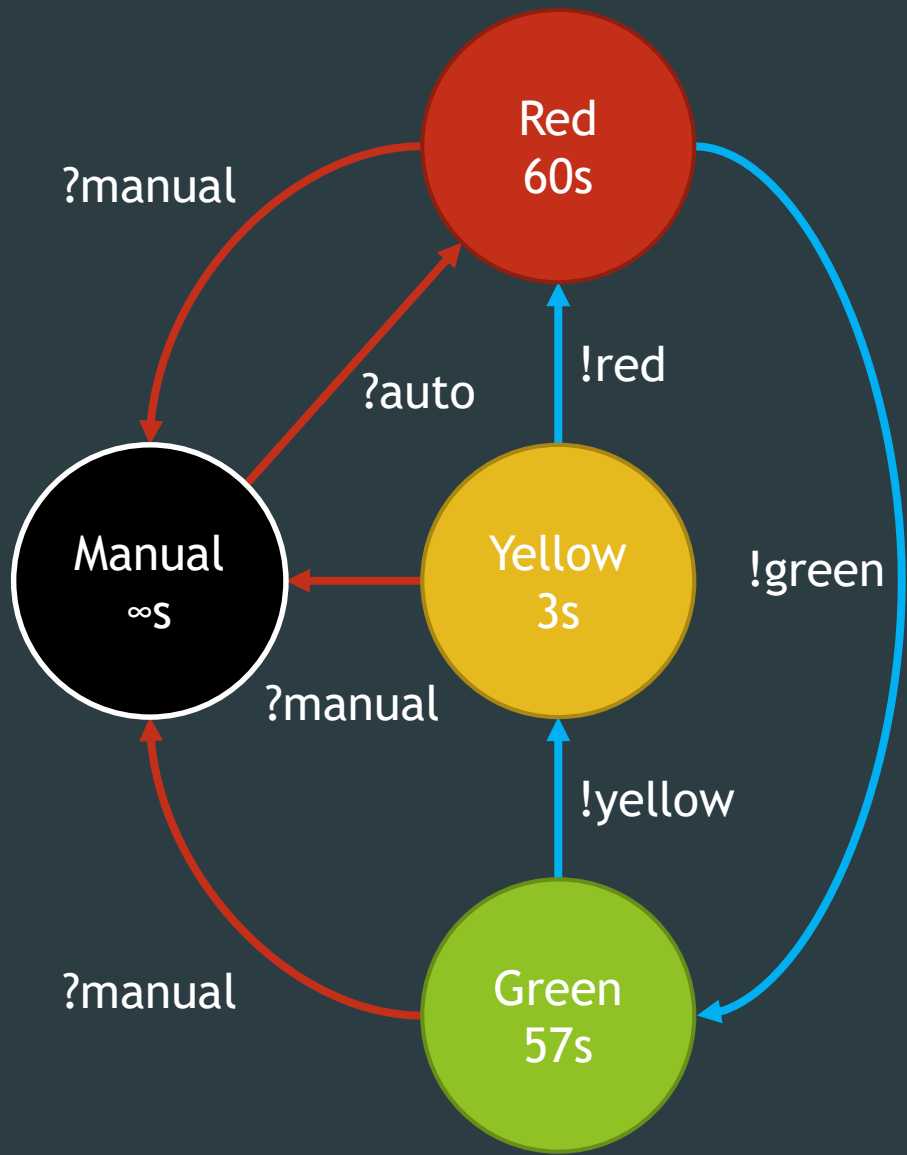 Red
60s
?manual
!red
?auto
Manual
∞s
Yellow
3s
!green
?manual
!yellow
?manual
Green
57s